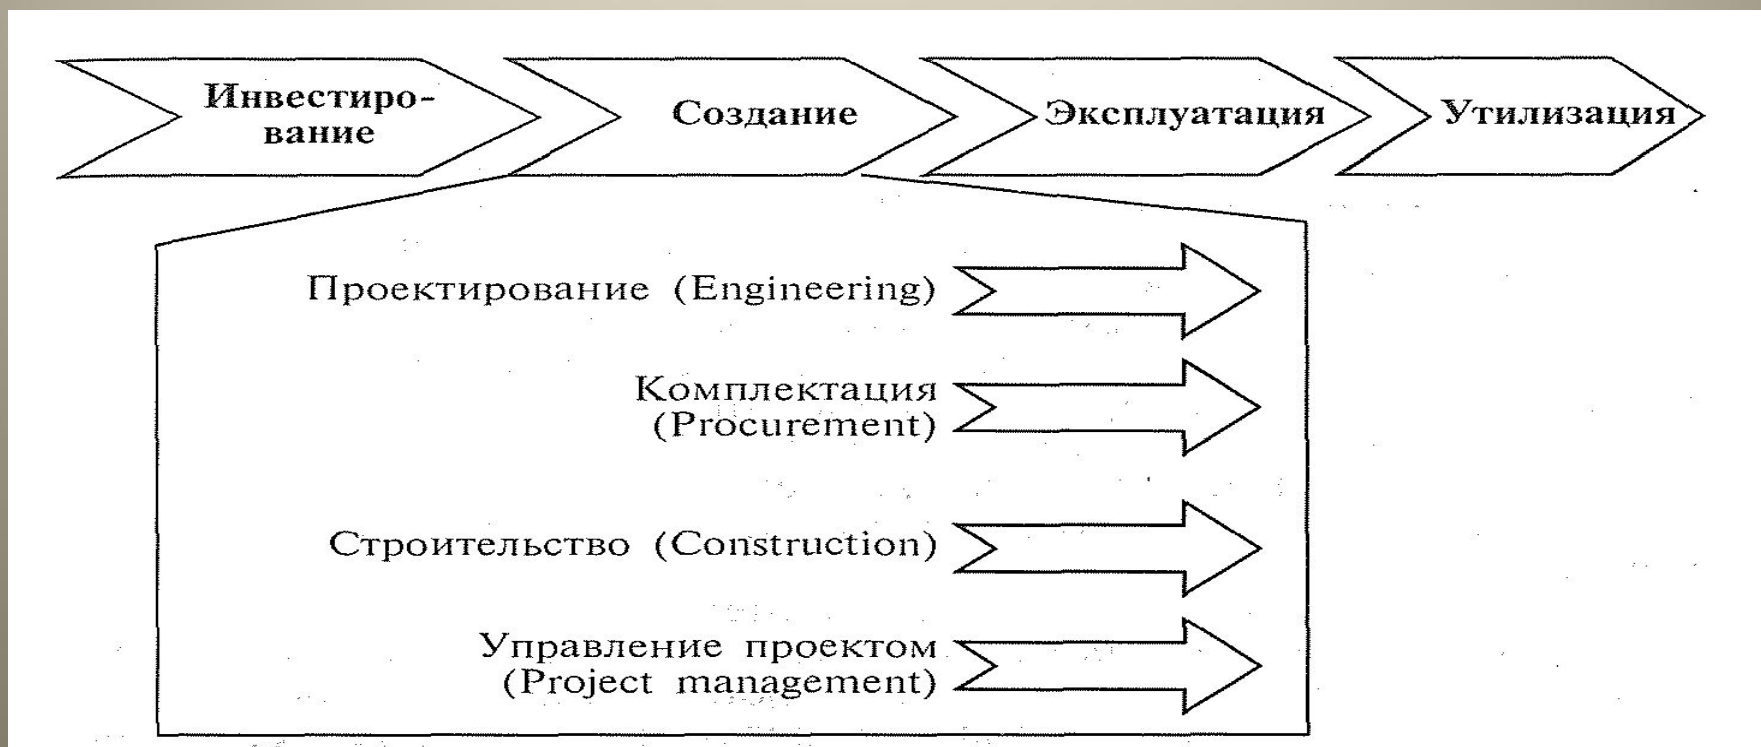 Инвестиро-
вание
Создание
Эксплуатация
Утилизация
Проектирование (Engineering)
Комплектация
(Procurement)
Строительство (Construction)
Управление проектом
(Project management)